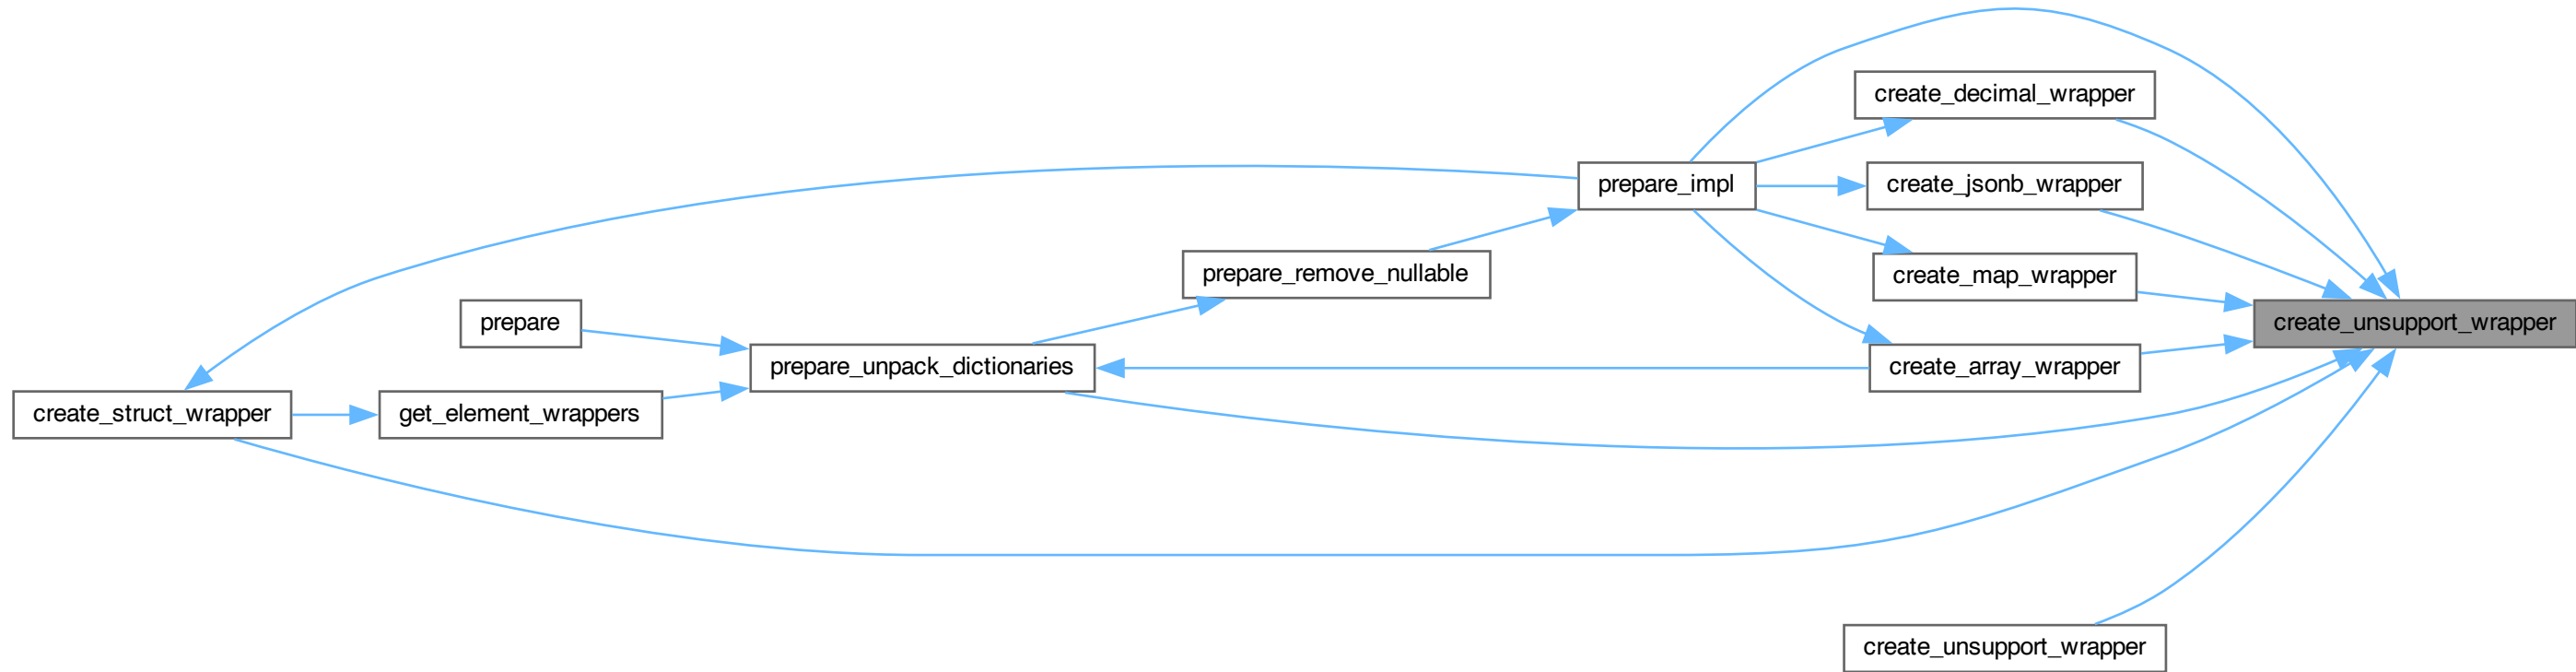 create_decimal_wrapper
prepare_impl
create_jsonb_wrapper
prepare_remove_nullable
create_map_wrapper
prepare
create_unsupport_wrapper
prepare_unpack_dictionaries
create_array_wrapper
create_struct_wrapper
get_element_wrappers
create_unsupport_wrapper